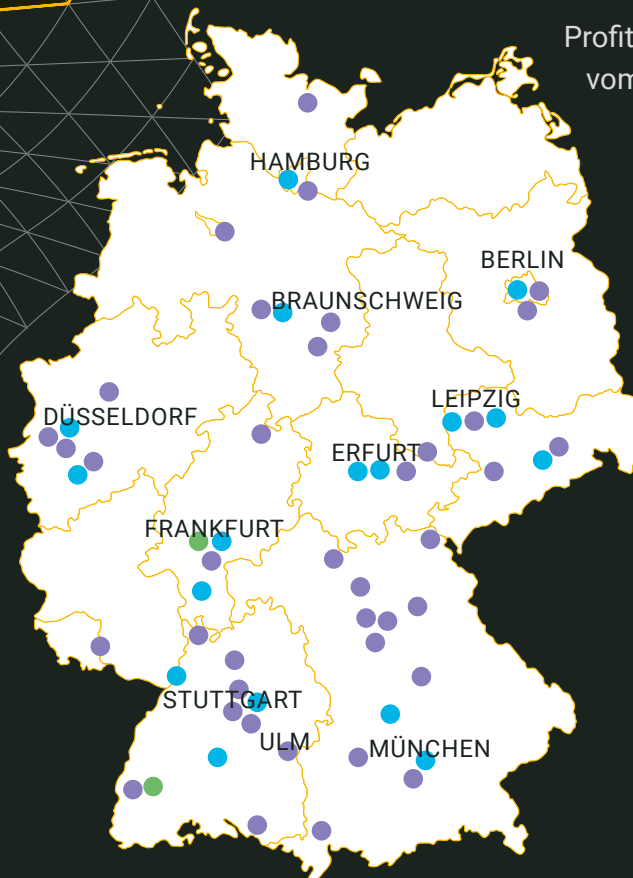 Profit
vom
HAMBURG
BERLIN
BRAUNSCHWEIG
LEIPZIG
DÜSSELDORF
ERFURT
FRANKFURT
STUTTGART
ULM
MÜNCHEN